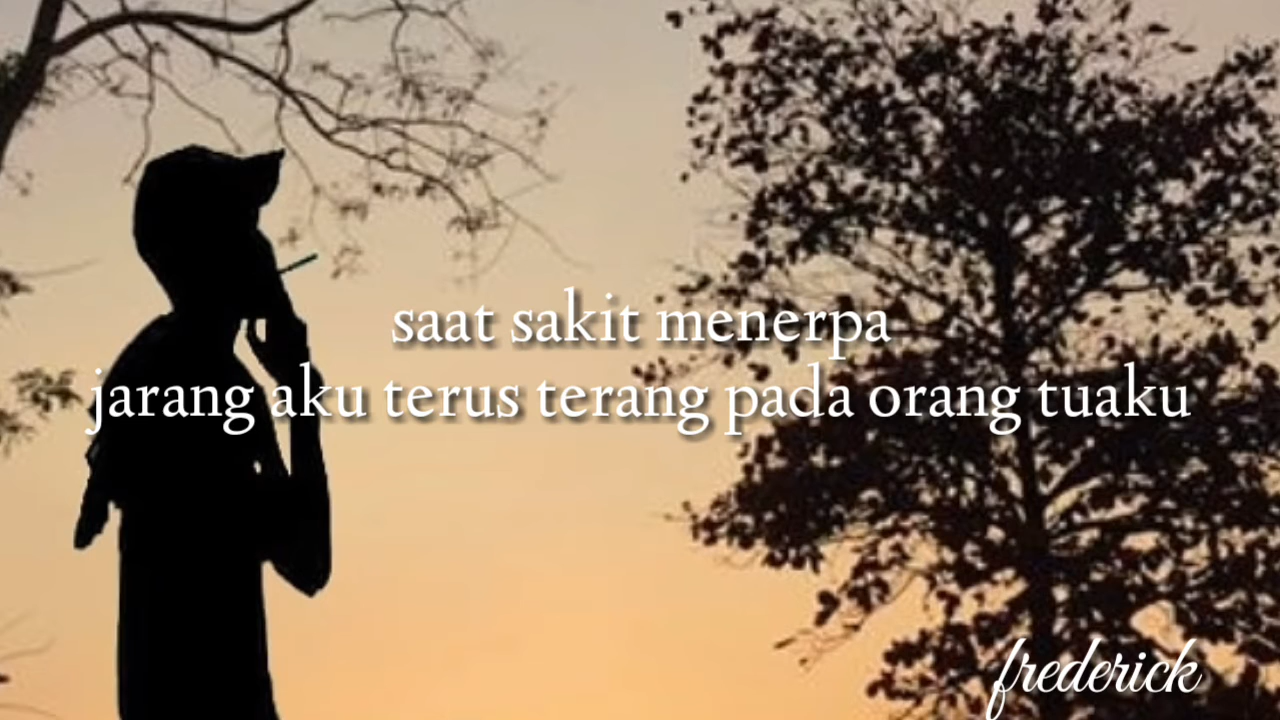 saat sakit menerpa
jarang aku terus terang pada orang tuaku
frederick